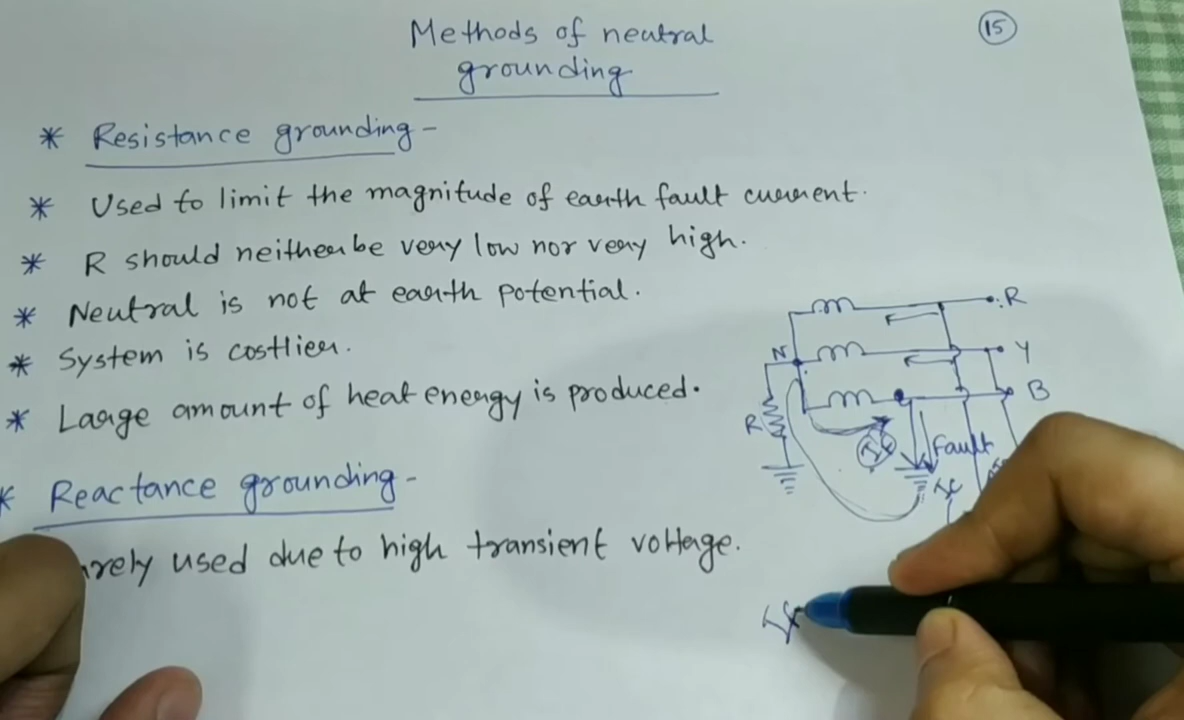 Methods of neutral
grounding
15
* Resistance grounding -
* Used to limit the magnitude of earth fault current.
* R should neither be very low nor very high.
* Neutral is not at earth potential.
* System is costlier.
* Large amount of heat energy is produced.
* Reactance grounding -
used due to high transient voltage.
R
N
Y
B
R
Fault